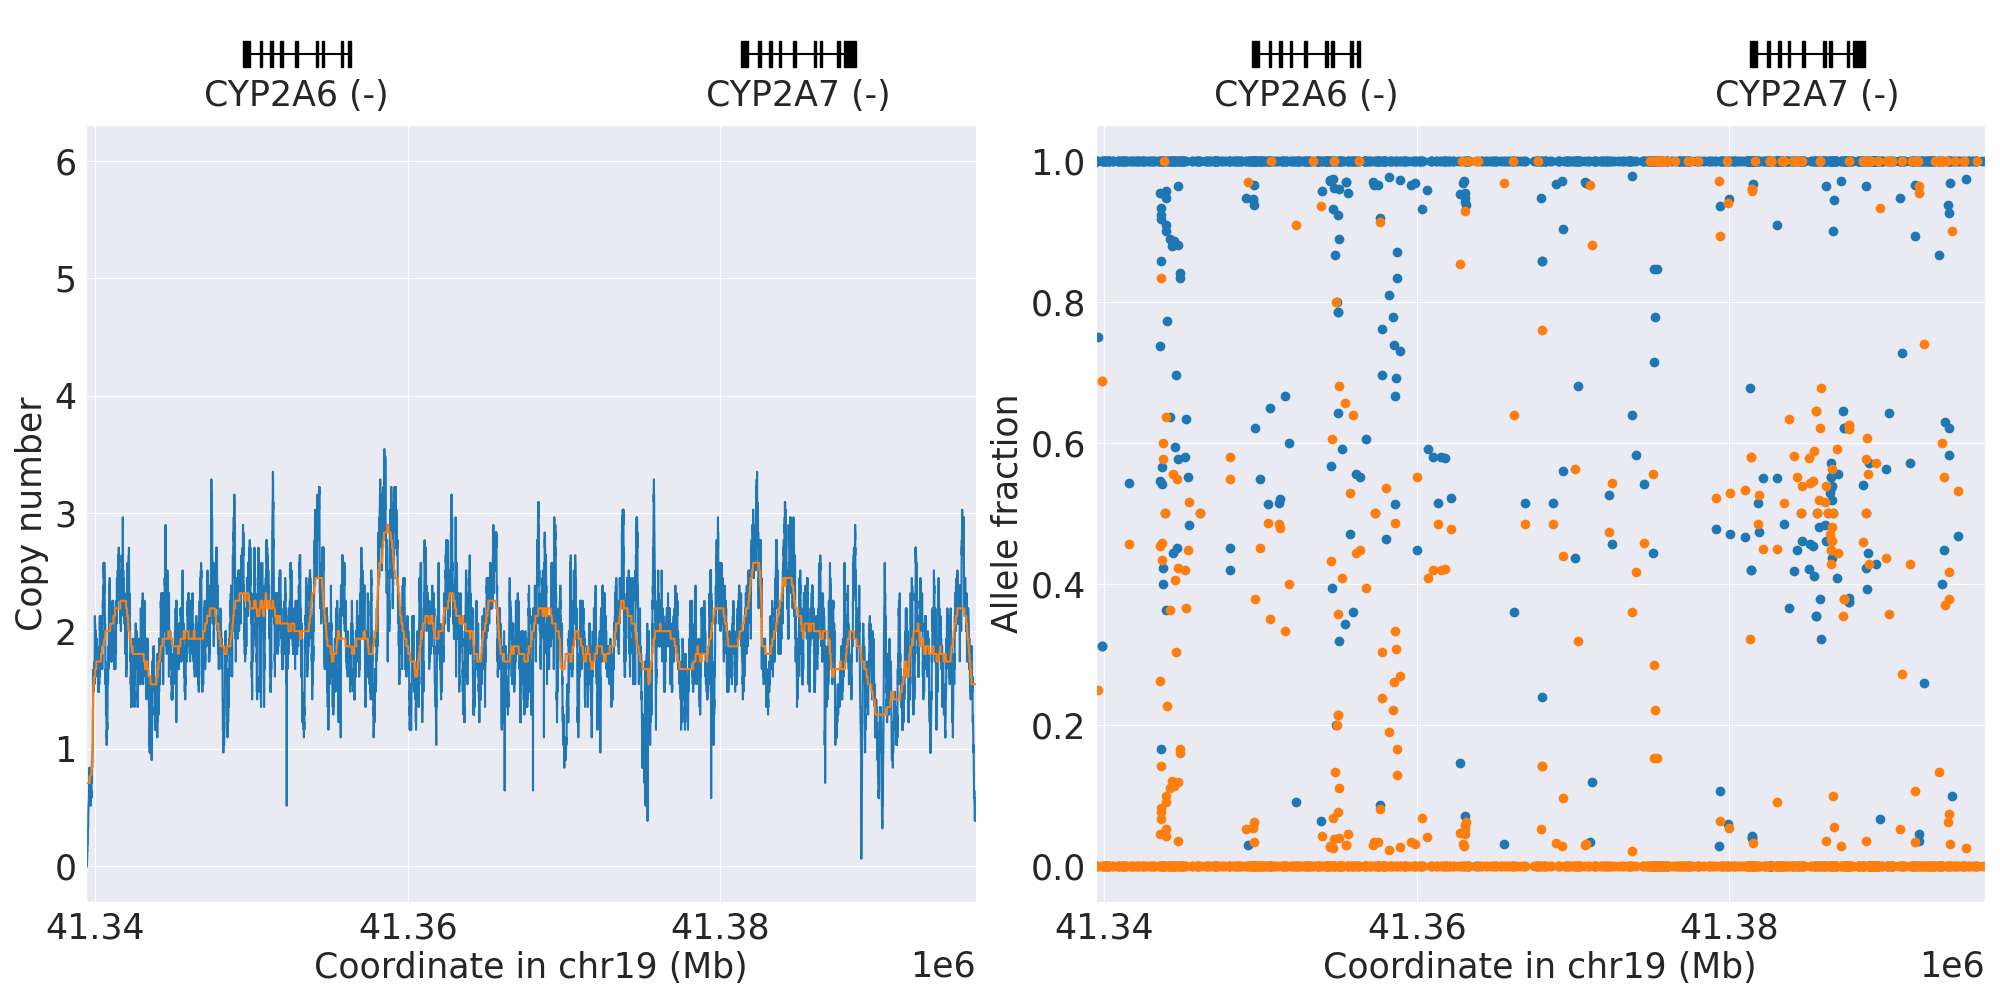 CYP2A6 (-) CYP2A7 (-)
6
5
4
3
2
1
0
Copy number
41.34 41.36 41.38
Coordinate in chr19 (Mb) 1e6
CYP2A6 (-) CYP2A7 (-)
1.0
0.8
0.6
0.4
0.2
0.0
Allele fraction
41.34 41.36 41.38
Coordinate in chr19 (Mb) 1e6